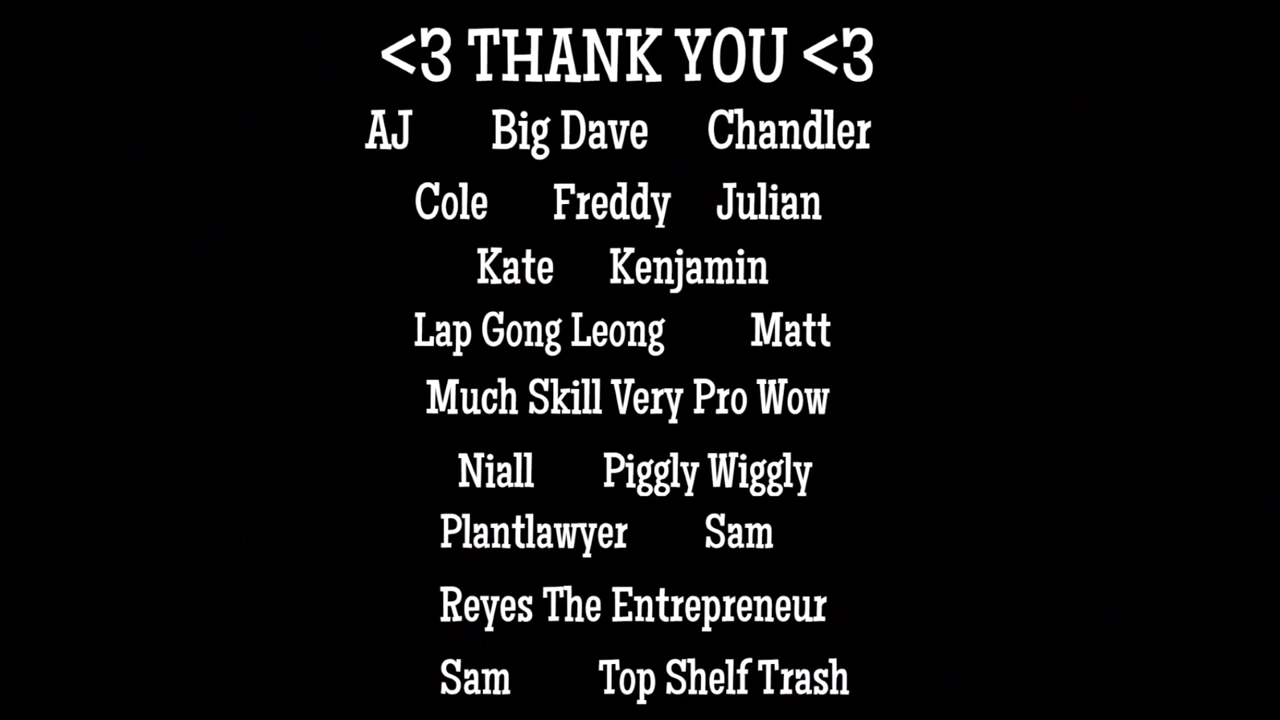 <3 THANK YOU <3
AJ Big Dave Chandler
Cole Freddy Julian
Kate Kenjamin
Lap Gong Leong Matt
Much Skill Very Pro Wow
Niall Piggly Wiggly
Plantlawyer Sam
Reyes The Entrepreneur
Sam Top Shelf Trash